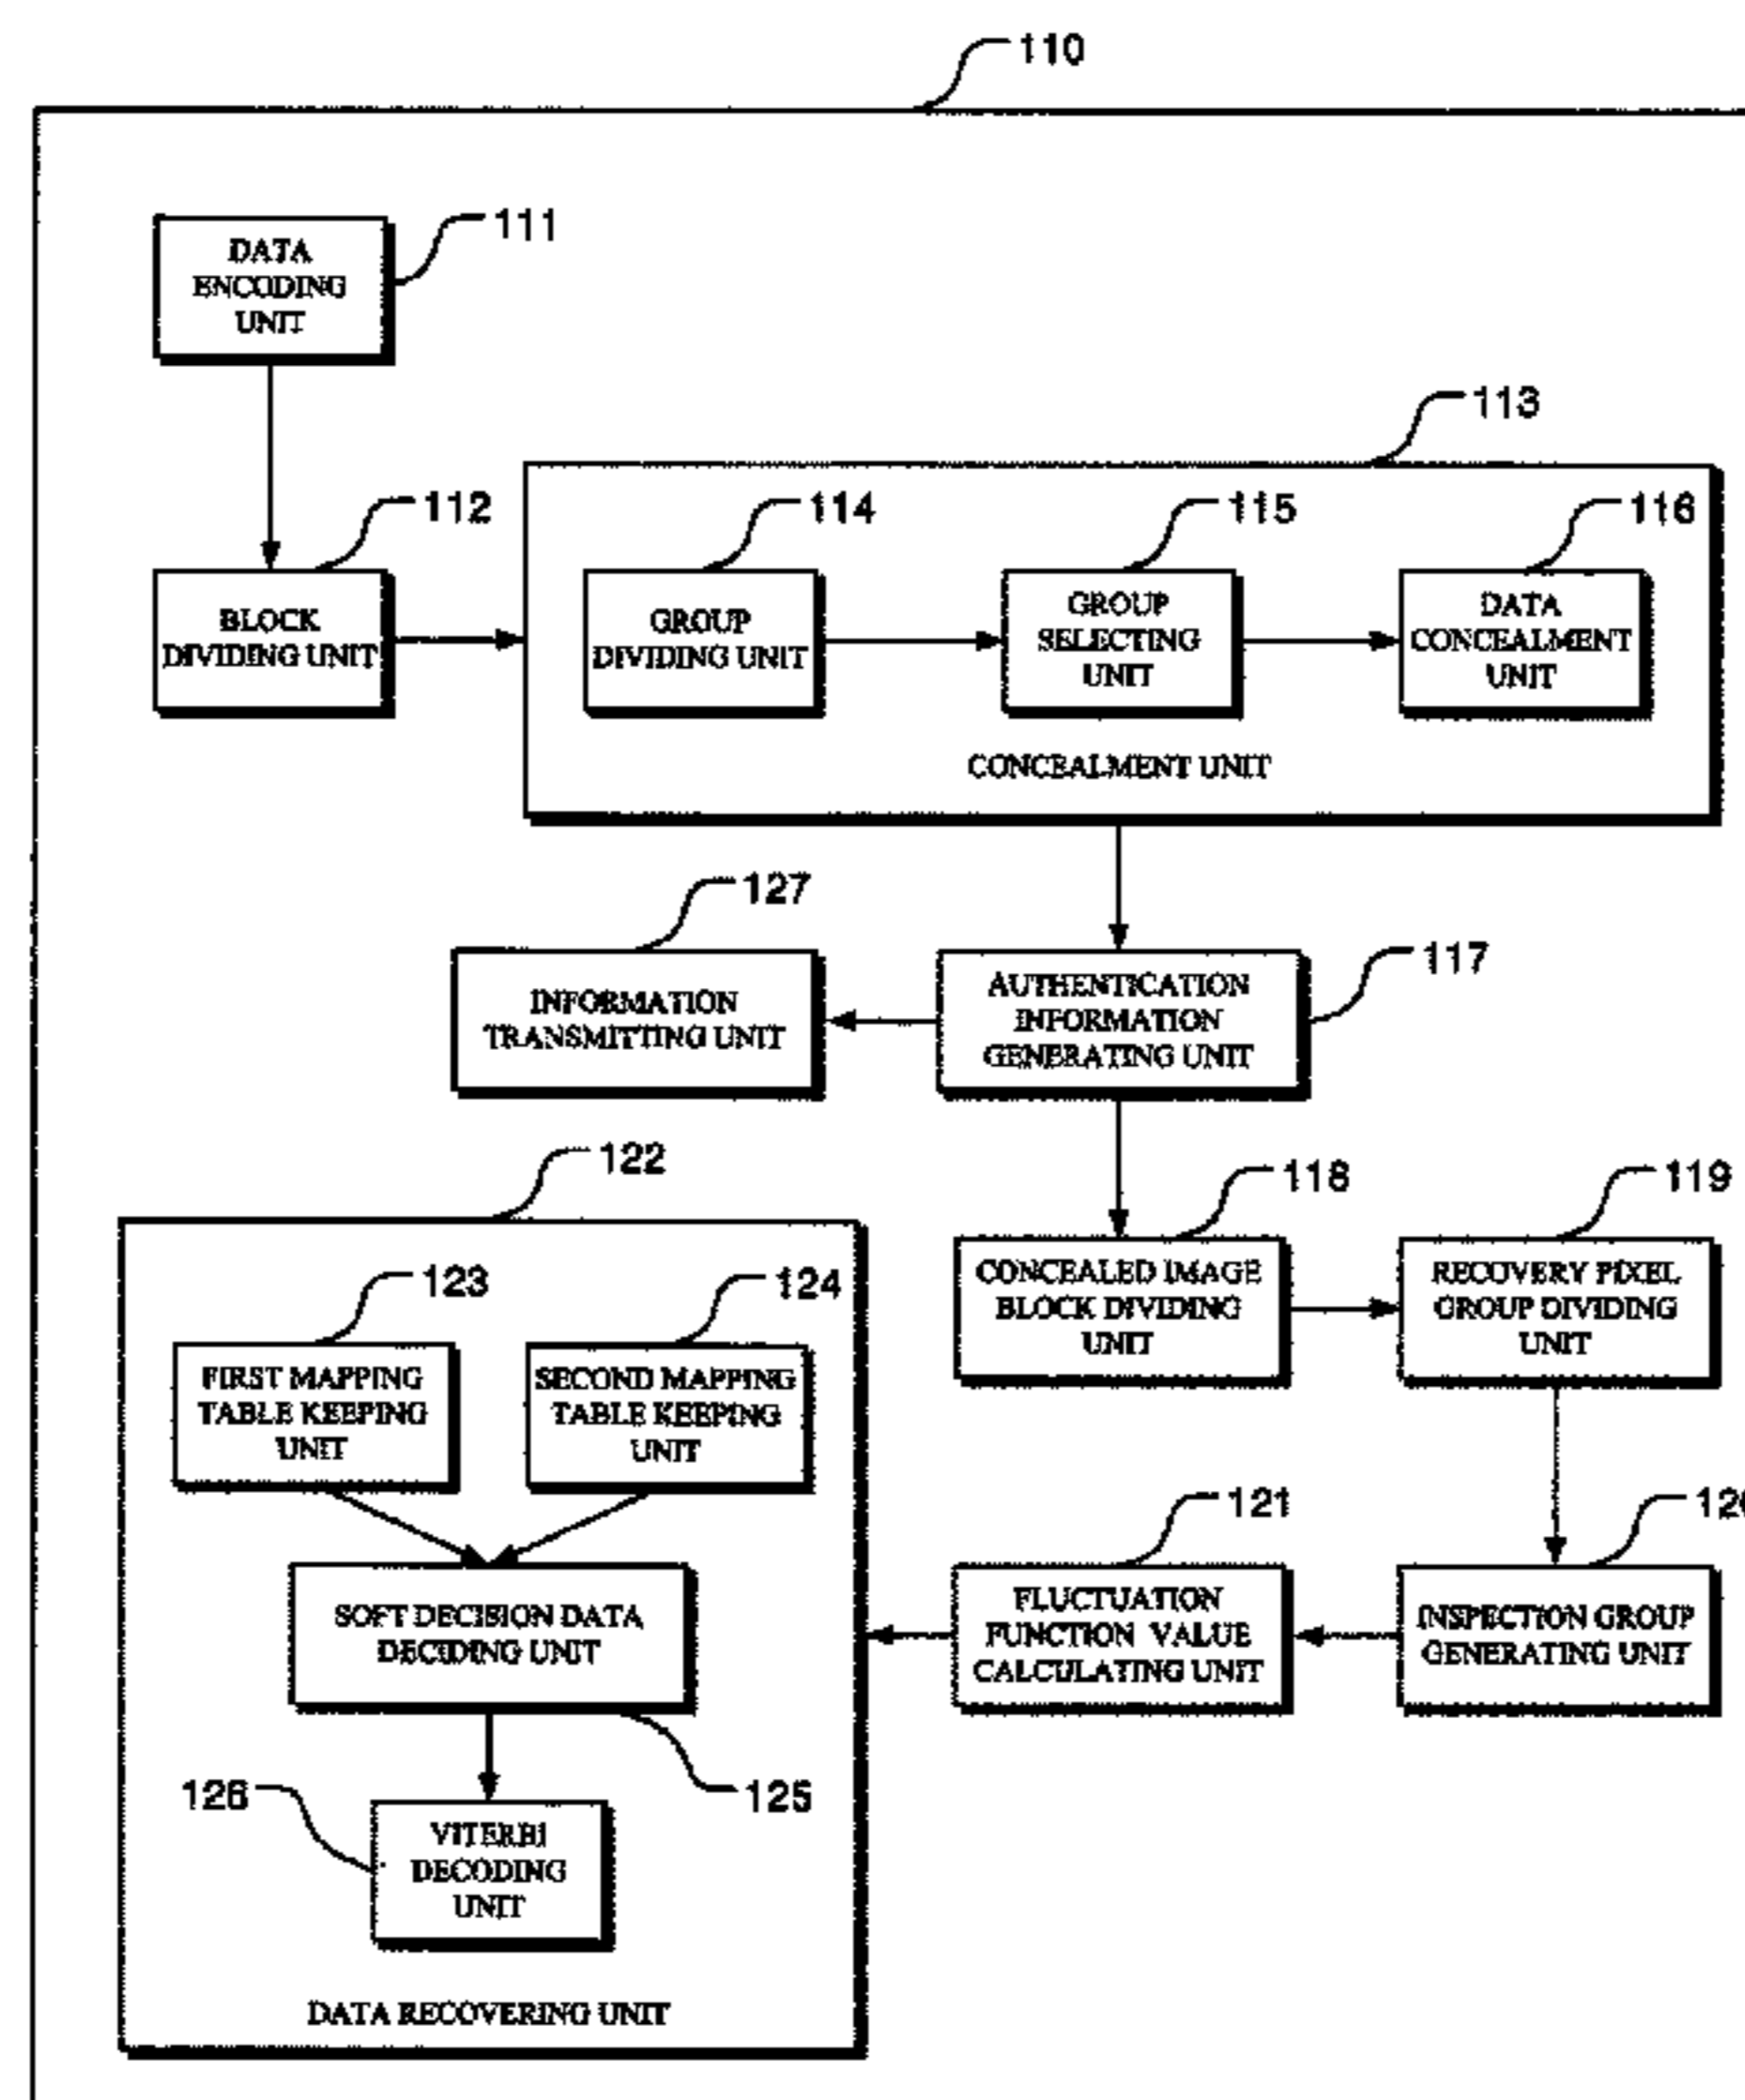 110
111
DATA
ENCODING
UNIT
113
112
114
115
116
BLOCK
DIVIDING UNIT
GROUP
DIVIDING UNIT
GROUP
SELECTING
UNIT
DATA
CONCEALMENT
UNIT
CONCEALMENT UNIT
127
117
INFORMATION
TRANSMITTING UNIT
AUTHENTICATION
INFORMATION
GENERATING UNIT
122
118
119
123
124
CONCEALED IMAGE
BLOCK DIVIDING
UNIT
RECOVERY PIXEL
GROUP DIVIDING
UNIT
FIRST MAPPING
TABLE KEEPING
UNIT
SECOND MAPPING
TABLE KEEPING
UNIT
121
SOFT DECISION DATA
DECIDING UNIT
FLUCTUATION
FUNCTION VALUE
CALCULATING UNIT
INSPECTION GROUP
GENERATING UNIT
126
125
VITERBI
DECODING
UNIT
DATA RECOVERING UNIT